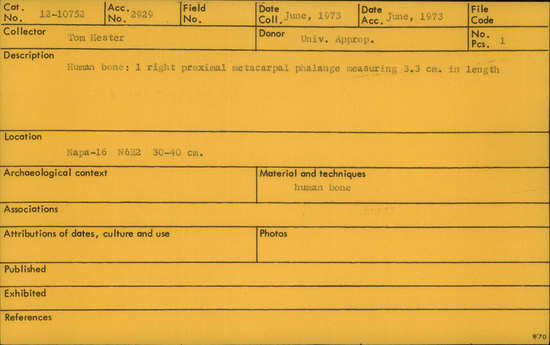 Cat. No. 12-10752 Acc. No. 2929 Field No. Date Coll. June, 1973 Date Acc. June, 1973 File Code
Collector Tom Hester Donor Univ. Approp. No. Pcs. 1
Description
Human bone: 1 right proximal metacarpal phalange measuring 3.3 cm. in length
Location
Napa-16 N6E2 30-40 cm.
Archaeological context Material and techniques
human bone
Associations
Attributions of dates, culture and use Photos
Published
Exhibited
References
9/70